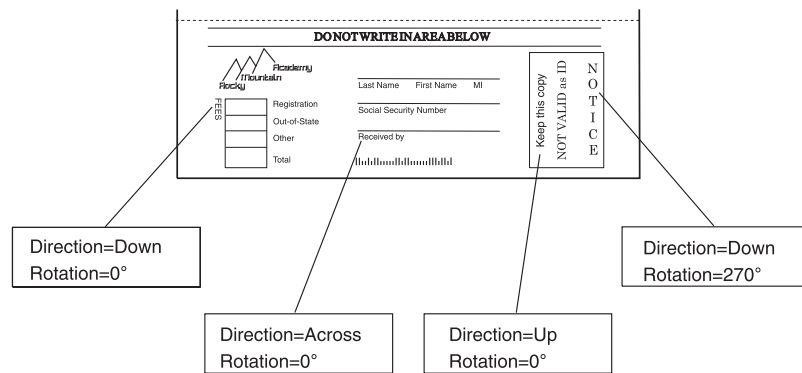 DO NOT WRITE IN AREA BELOW
Rocky
Mountain
Academy
FEES
Registration
Out-of-State
Other
Total
Last Name First Name MI
Social Security Number
Received by
Keep this copy
NOT VALID as ID
NOTICE
Direction=Down
Rotation=0°
Direction=Across
Rotation=0°
Direction=Up
Rotation=0°
Direction=Down
Rotation=270°